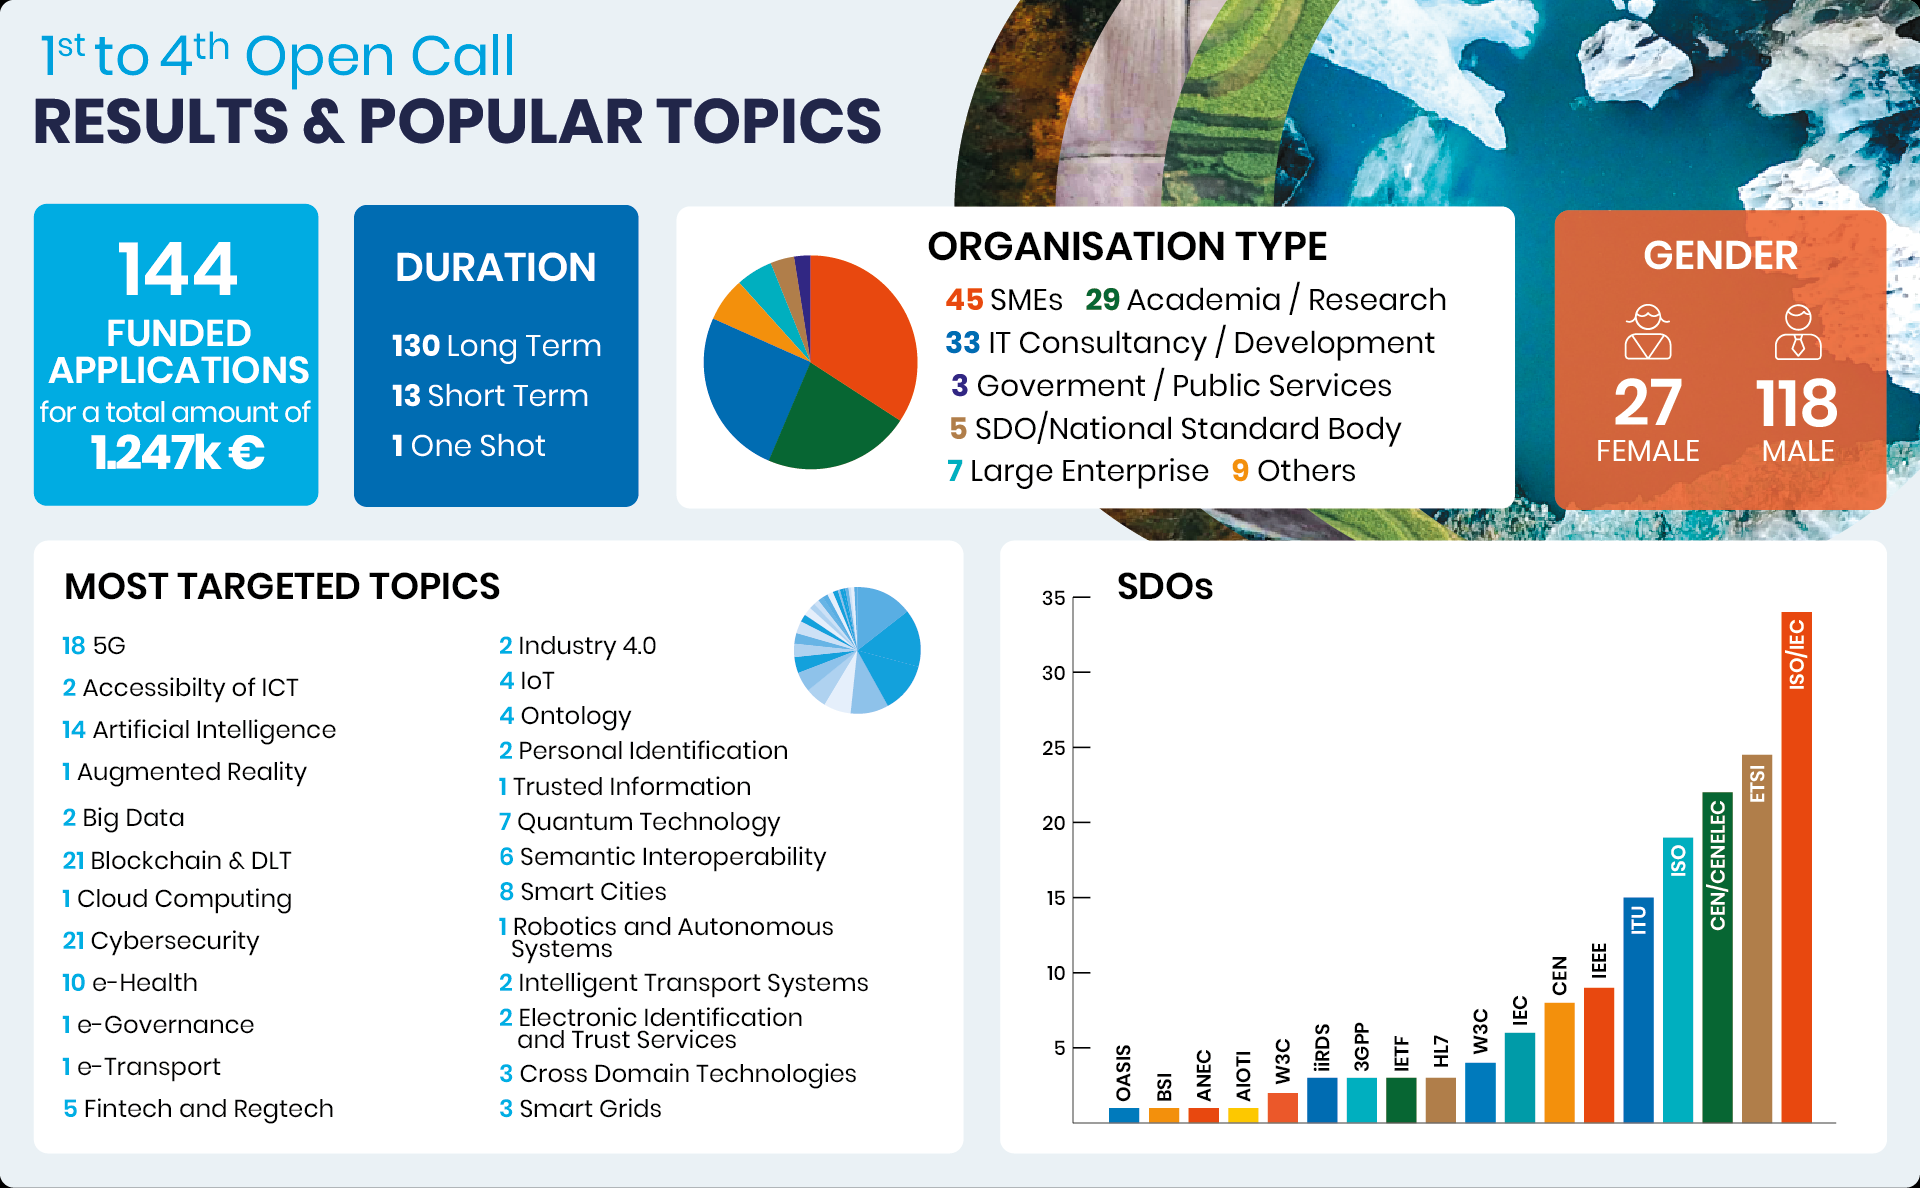 1st to 4th Open Call
RESULTS & POPULAR TOPICS
144
FUNDED
APPLICATIONS
for a total amount of
1.247k €
DURATION
130 Long Term
13 Short Term
1 One Shot
ORGANISATION TYPE
45 SMEs 29 Academia / Research
33 IT Consultancy / Development
3 Goverment / Public Services
5 SDO/National Standard Body
7 Large Enterprise 9 Others
GENDER
27
FEMALE
118
MALE
MOST TARGETED TOPICS
18 5G
2 Accessibilty of ICT
14 Artificial Intelligence
1 Augmented Reality
2 Big Data
21 Blockchain & DLT
1 Cloud Computing
21 Cybersecurity
10 e-Health
1 e-Governance
1 e-Transport
5 Fintech and Regtech
2 Industry 4.0
4 IoT
4 Ontology
2 Personal Identification
1 Trusted Information
7 Quantum Technology
6 Semantic Interoperability
8 Smart Cities
1 Robotics and Autonomous
Systems
2 Intelligent Transport Systems
2 Electronic Identification
and Trust Services
3 Cross Domain Technologies
3 Smart Grids
SDOs
35
30
25
20
15
10
5
OASIS
BSI
ANEC
AIOTI
W3C
iiRDS
3GPP
IETF
HL7
W3C
IEC
CEN
IEEE
ITU
ISO
CEN/CENELEC
ETSI
ISO/IEC